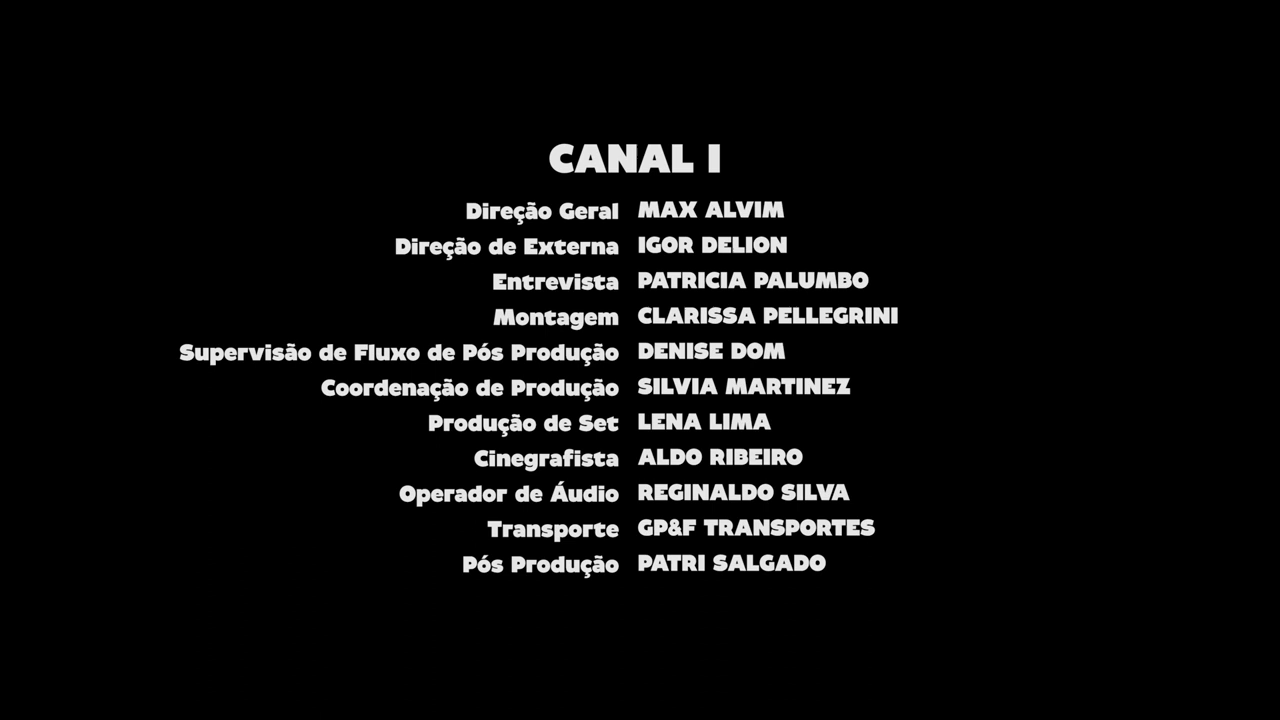 CANAL I
Direção Geral MAX ALVIM
Direção de Externa IGOR DELION
Entrevista PATRICIA PALUMBO
Montagem CLARISSA PELLEGRINI
Supervisão de Fluxo de Pós Produção DENISE DOM
Coordenação de Produção SILVIA MARTINEZ
Produção de Set LENA LIMA
Cinegrafista ALDO RIBEIRO
Operador de Áudio REGINALDO SILVA
Transporte GP&F TRANSPORTES
Pós Produção PATRI SALGADO